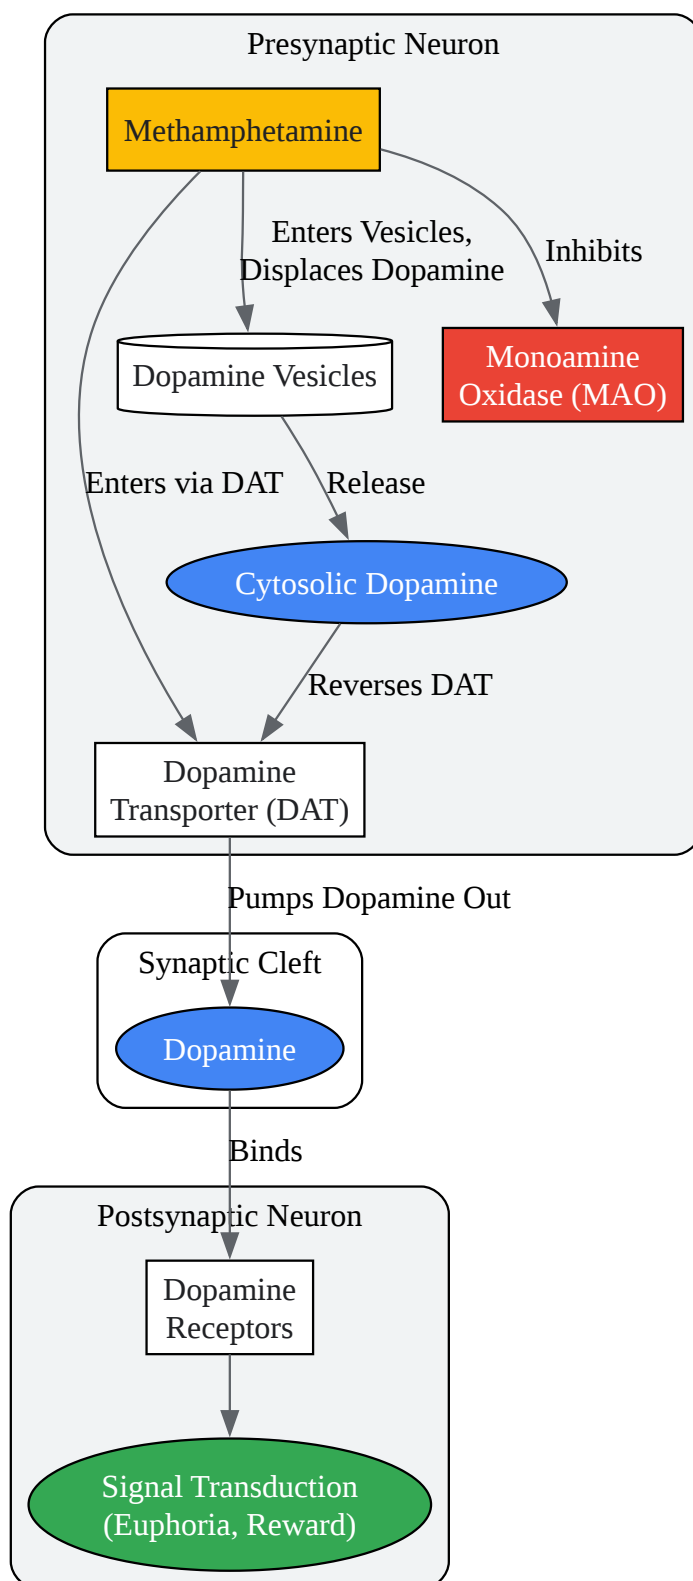 Presynaptic Neuron
Methamphetamine
Enters Vesicles,
Displaces Dopamine
Inhibits
Dopamine Vesicles
Monoamine
Oxidase (MAO)
Enters via DAT
Release
Cytosolic Dopamine
Reverses DAT
Dopamine
Transporter (DAT)
Pumps Dopamine Out
Synaptic Cleft
Dopamine
Binds
Postsynaptic Neuron
Dopamine
Receptors
Signal Transduction
(Euphoria, Reward)